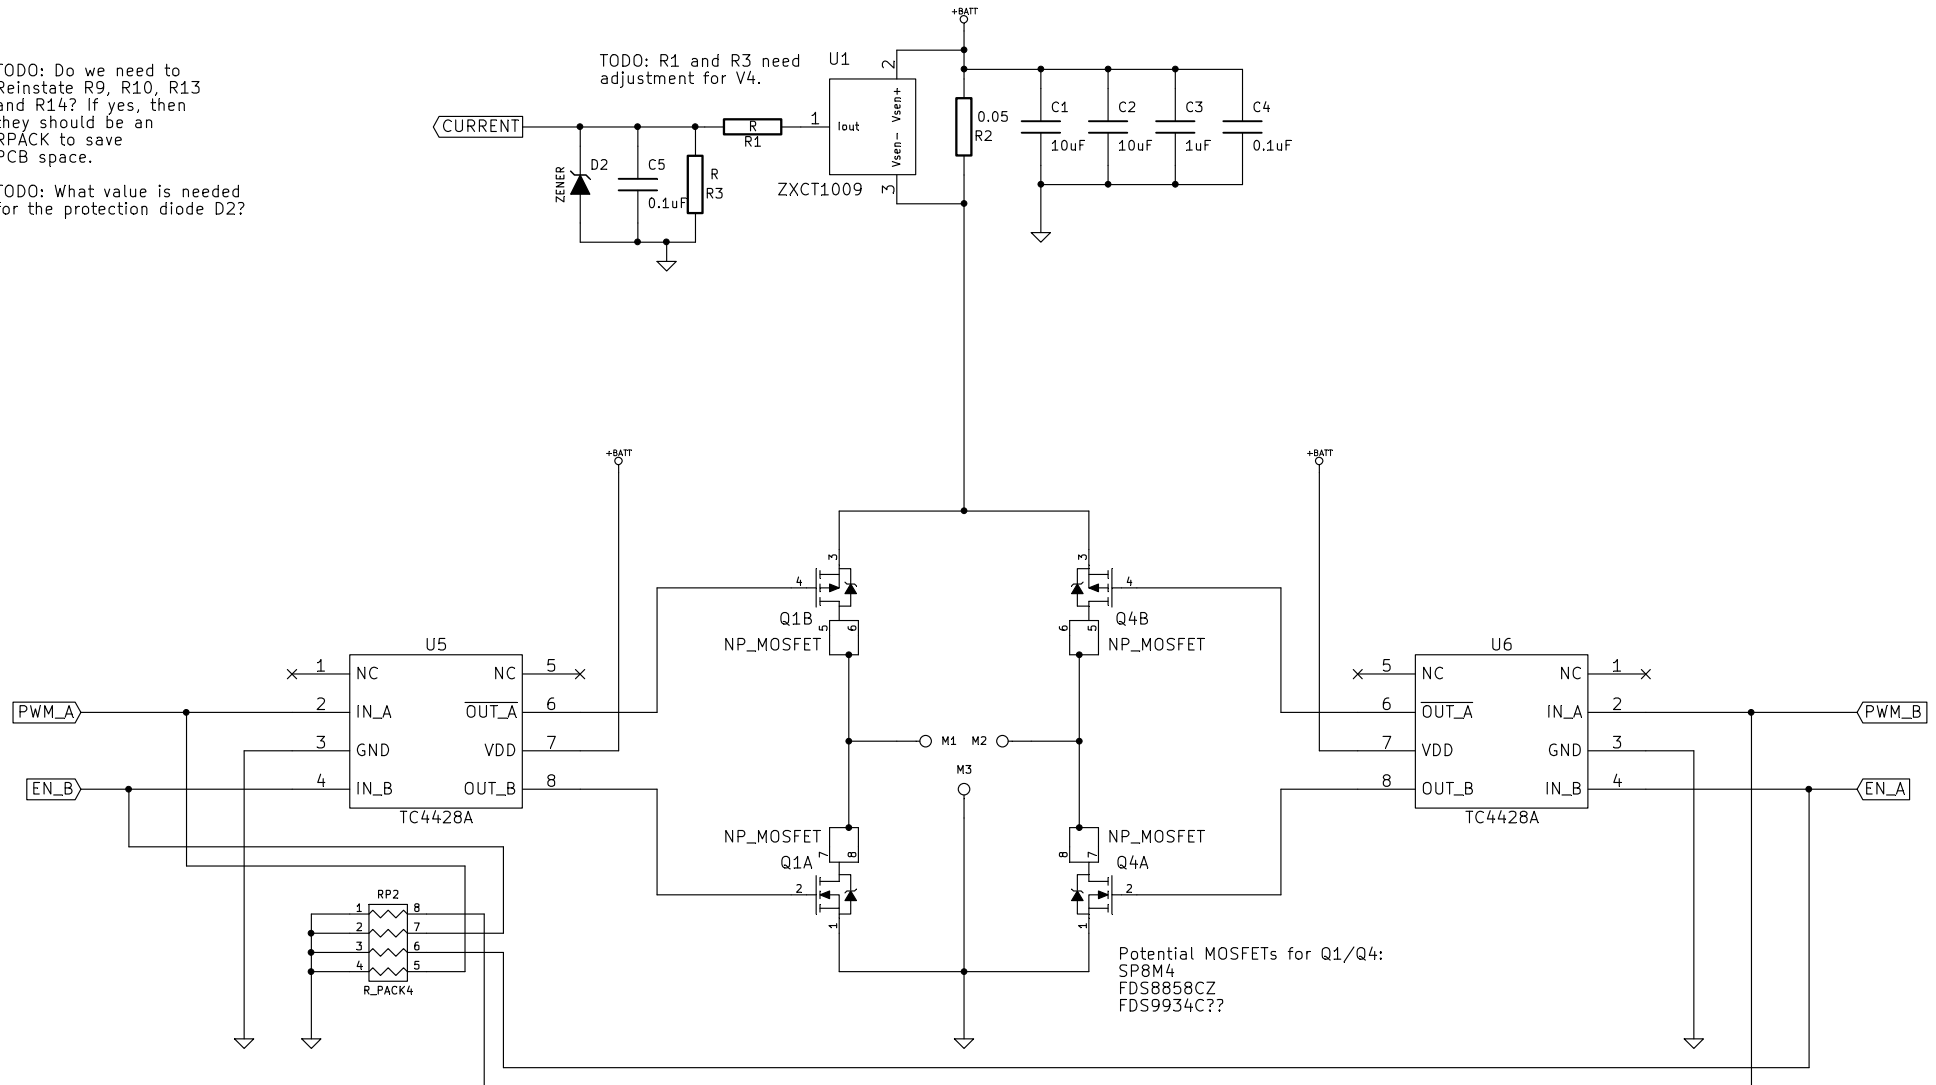 +BATT
TODO: Do we need to
Reinstate R9, R10, R13
and R14? If yes, then
they should be an
RPACK to save
PCB space.
TODO: What value is needed
for the protection diode D2?
TODO: R1 and R3 need
adjustment for V4.
U1
2
Vsen+
CURRENT
R
R1
1
Iout
Vsen-
3
ZXCT1009
0.05
R2
C1
10uF
C2
10uF
C3
1uF
C4
0.1uF
ZENER
D2
C5
0.1uF
R
R3
+BATT
+BATT
3
4
Q1B
NP_MOSFET
5
6
3
4
Q4B
NP_MOSFET
6
5
U5
1
NC
NC
5
PWM_A
2
IN_A
OUT_A
6
3
GND
VDD
7
EN_B
4
IN_B
OUT_B
8
TC4428A
M1
M2
M3
U6
5
NC
NC
1
6
OUT_A
IN_A
2
PWM_B
7
VDD
GND
3
8
OUT_B
IN_B
4
EN_A
TC4428A
NP_MOSFET
Q1A
7
8
2
1
NP_MOSFET
Q4A
8
7
2
1
RP2
1
8
2
7
3
6
4
5
R_PACK4
Potential MOSFETs for Q1/Q4:
SP8M4
FDS8858CZ
FDS9934C??